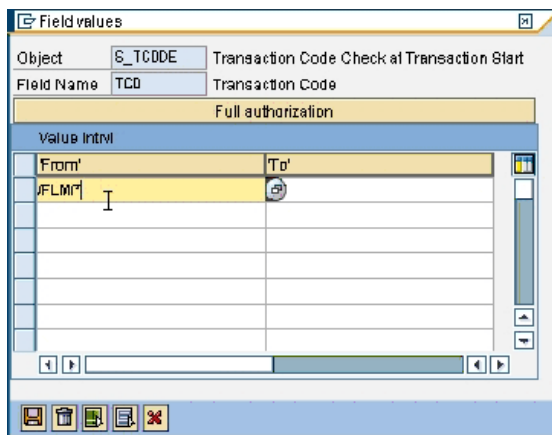 Field values
Object S_TCODE Transaction Code Check at Transaction Start
Field Name TCD Transaction Code
Full authorization
Value Intrvl
'From' 'To'
/FLM/*